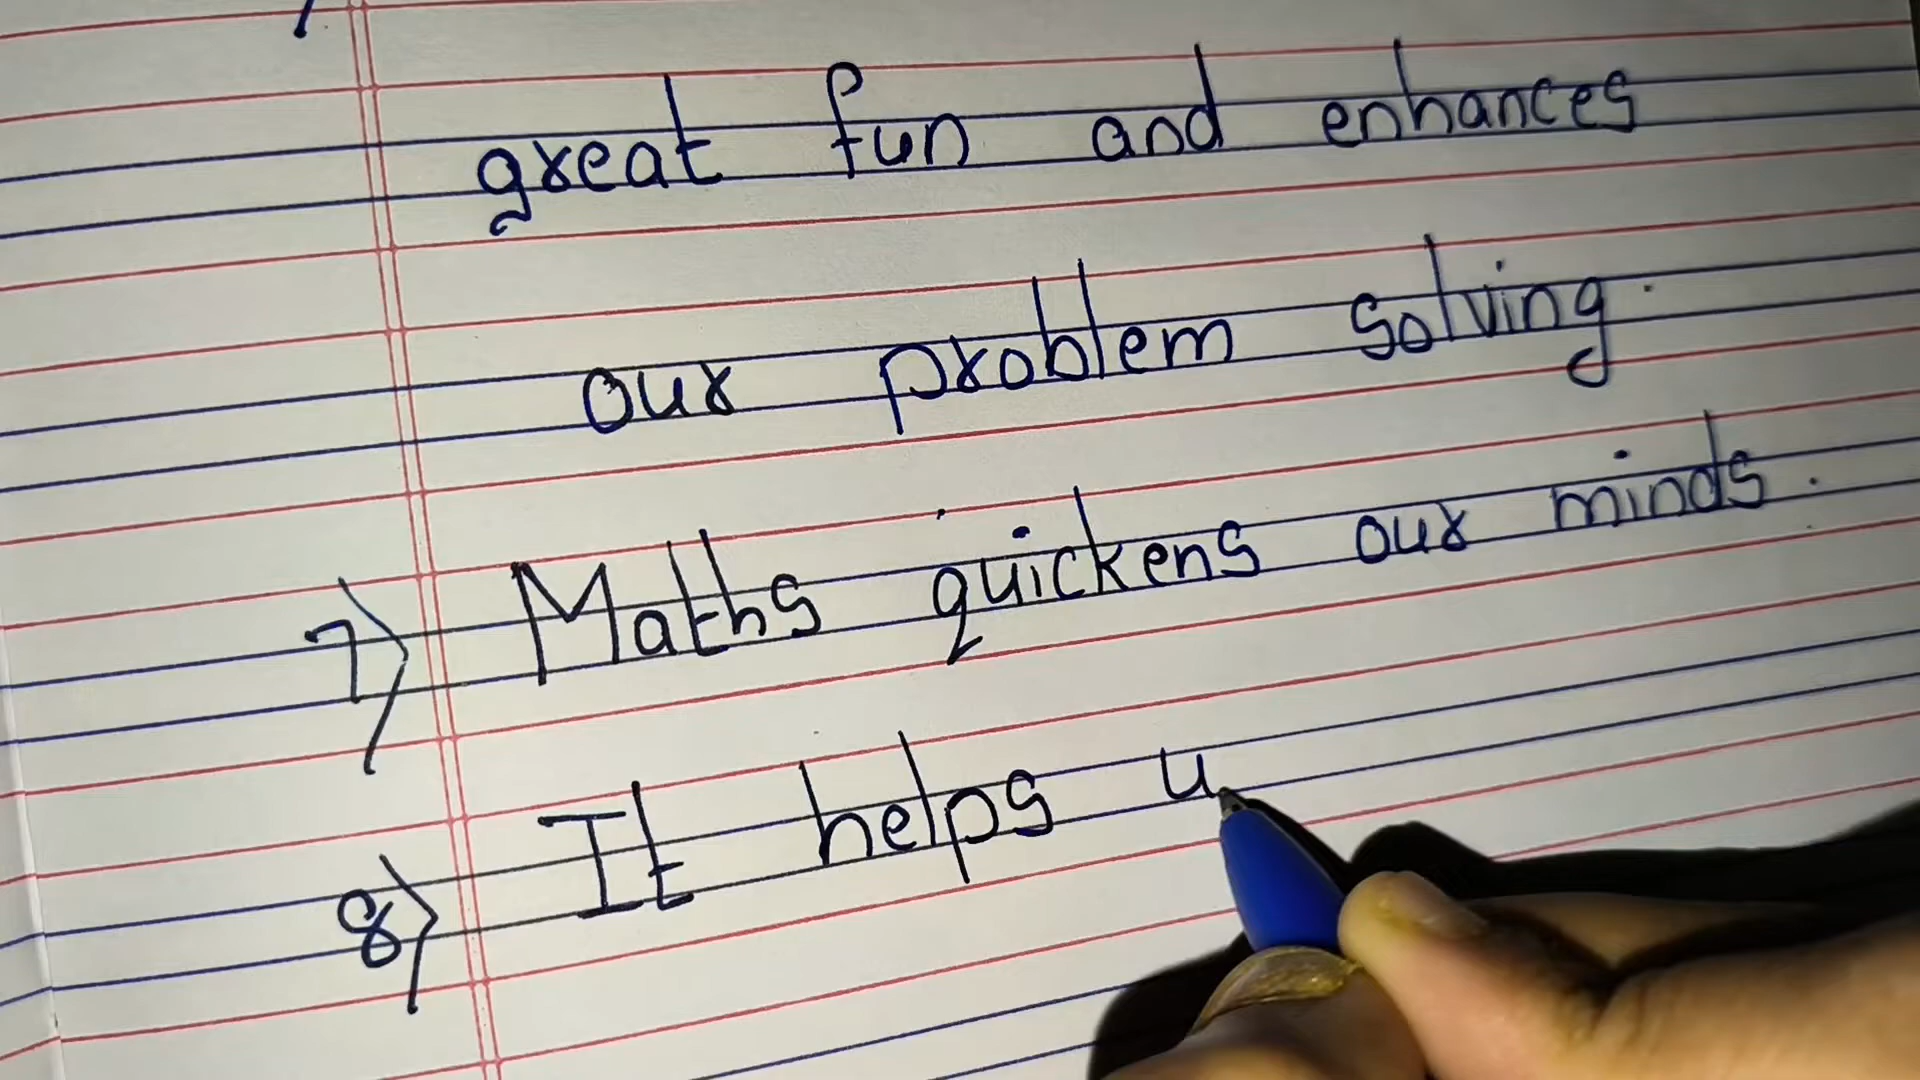 great fun and enhances
our problem solving.
7) Maths quickens our minds.
8) It helps u